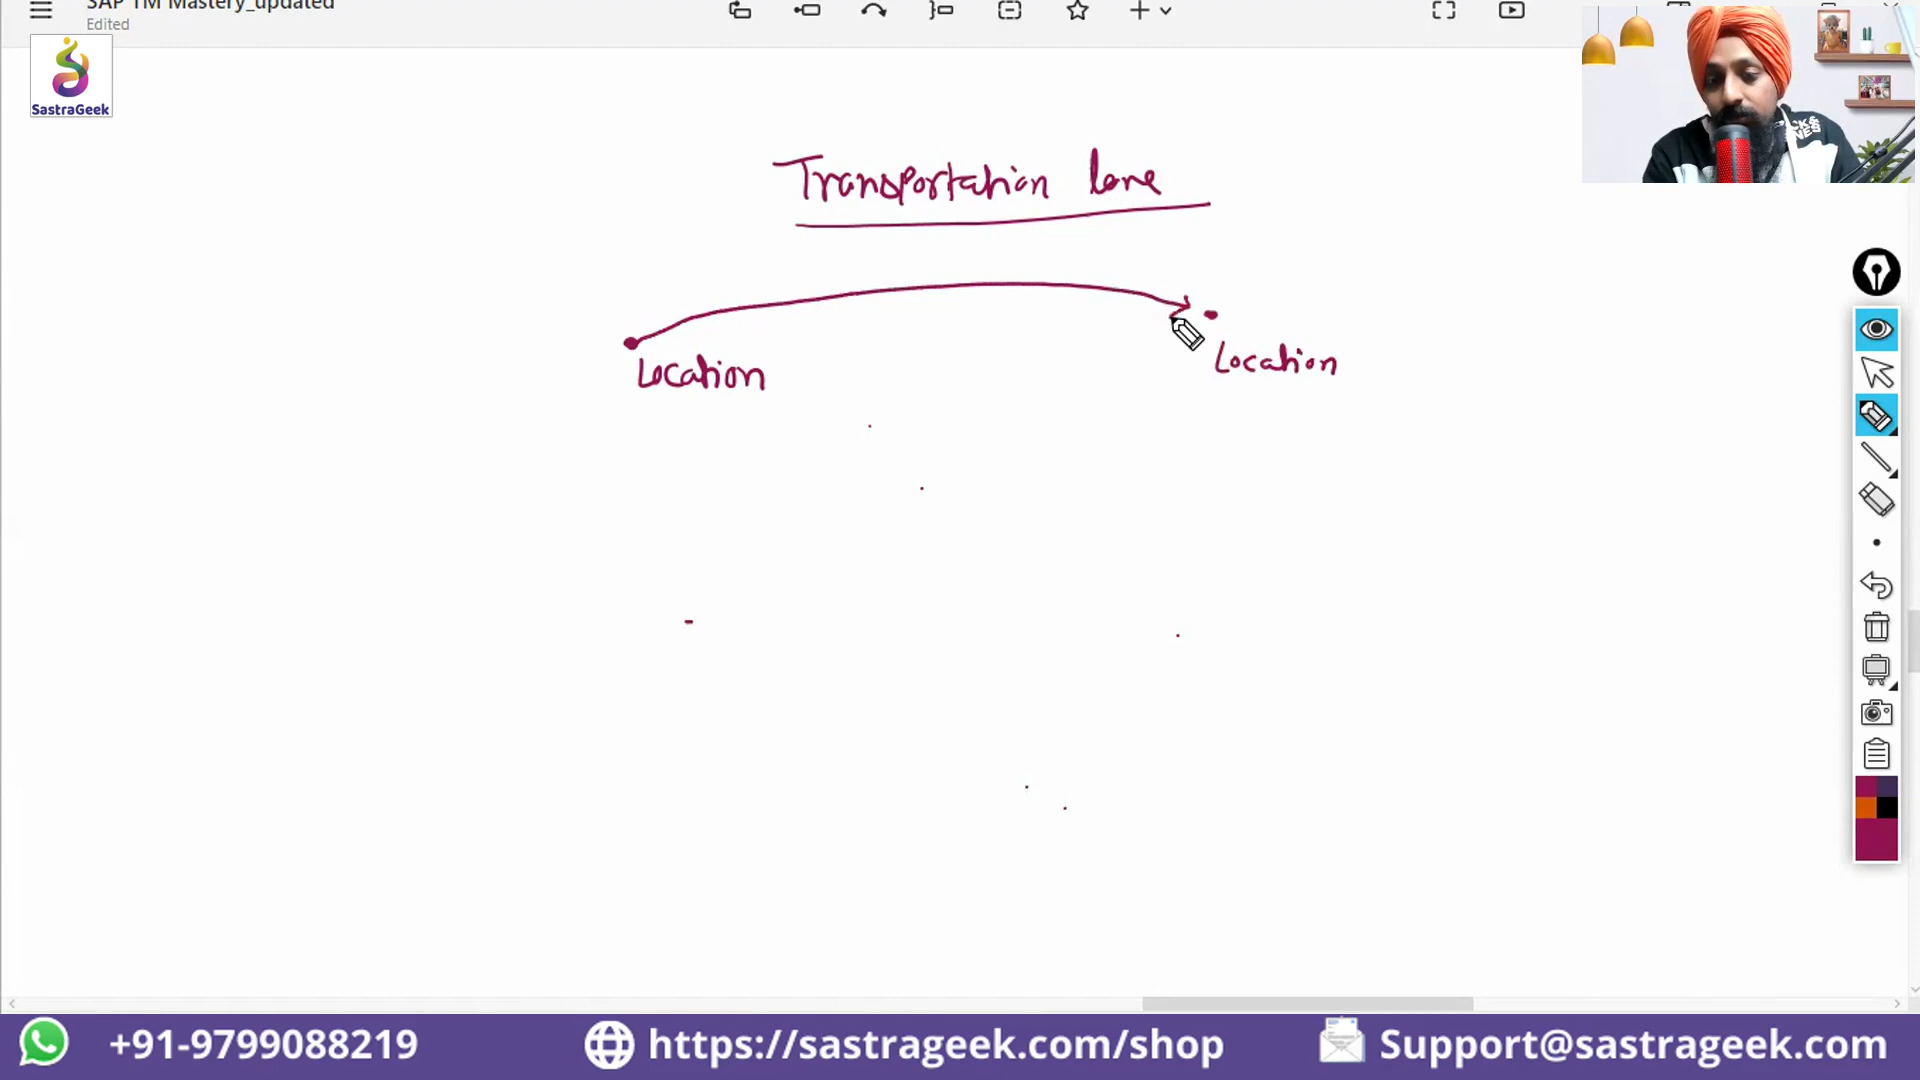 SAP TM Mastery_updated
Edited
SastraGeek
Transportation lane
Location
Location
+91-9799088219
https://sastrageek.com/shop
Support@sastrageek.com